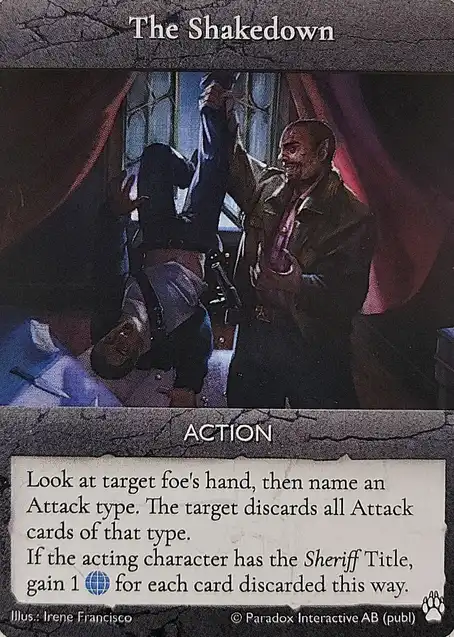 The Shakedown
ACTION
Look at target foe's hand, then name an
Attack type. The target discards all Attack
cards of that type.
If the acting character has the Sheriff Title,
gain 1 for each card discarded this way.
Illus.: Irene Francisco
© Paradox Interactive AB (publ)